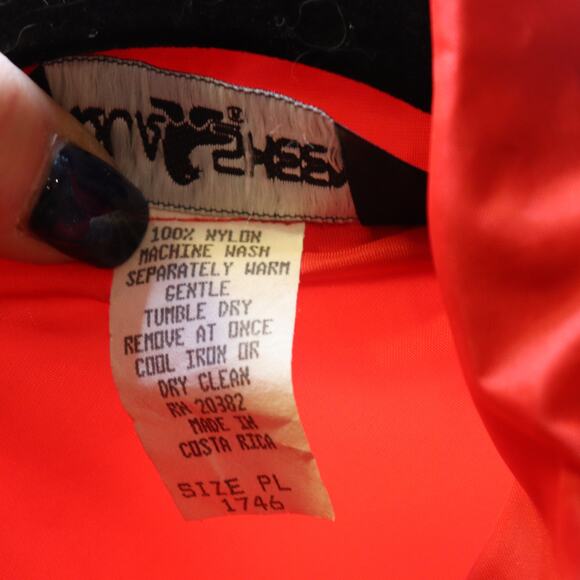 100% NYLON
MACHINE WASH
SEPARATELY WARM
GENTLE
TUMBLE DRY
REMOVE AT ONCE
COOL IRON OR
DRY CLEAN
RN 20382
MADE IN
COSTA RICA
SIZE PL
1746